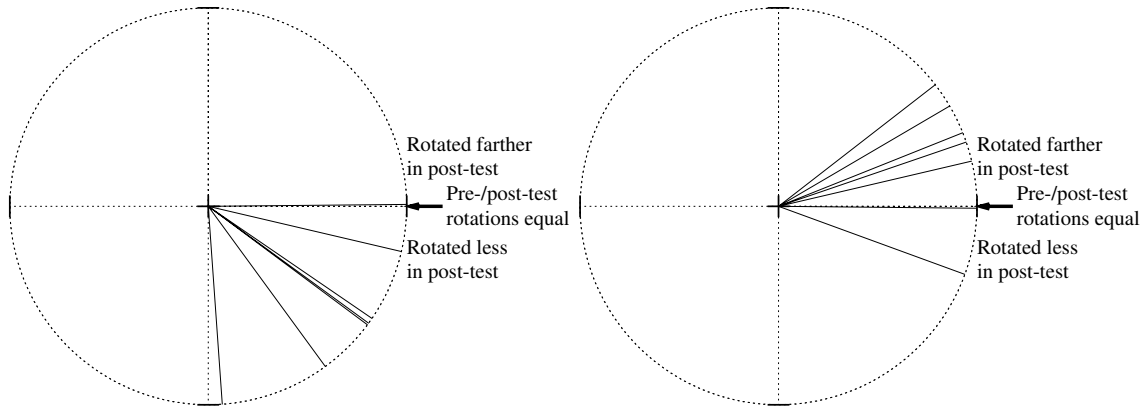 Rotated farther
in post-test
Pre-/post-test
rotations equal
Rotated less
in post-test
Rotated farther
in post-test
Pre-/post-test
rotations equal
Rotated less
in post-test